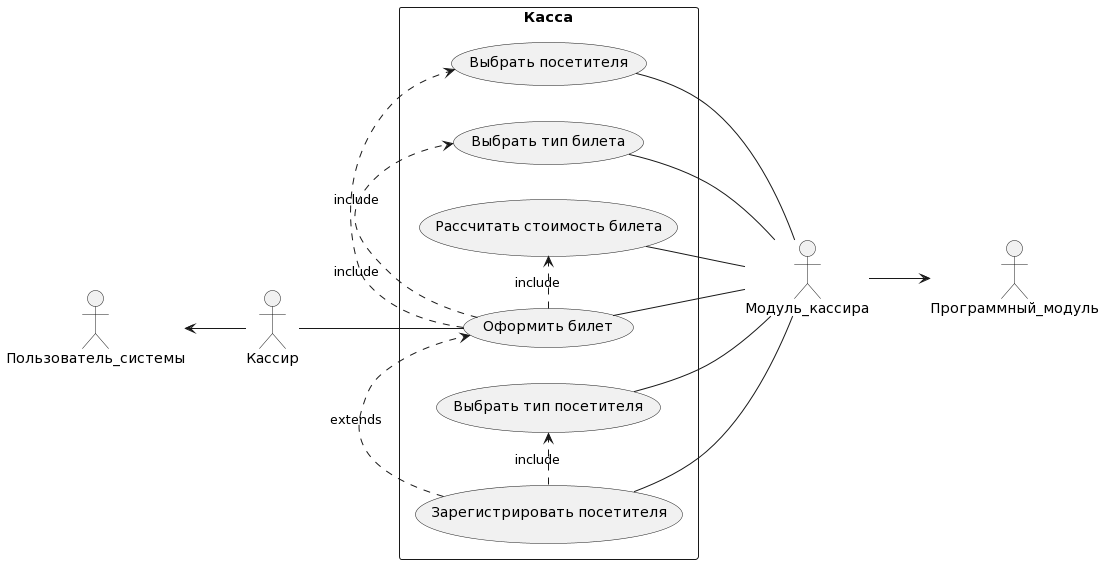 Касса
Выбрать посетителя
Выбрать тип билета
include
Рассчитать стоимость билета
include
include
Оформить билет
Пользователь_системы
Кассир
Модуль_кассира
Программный_модуль
Выбрать тип посетителя
extends
include
Зарегистрировать посетителя